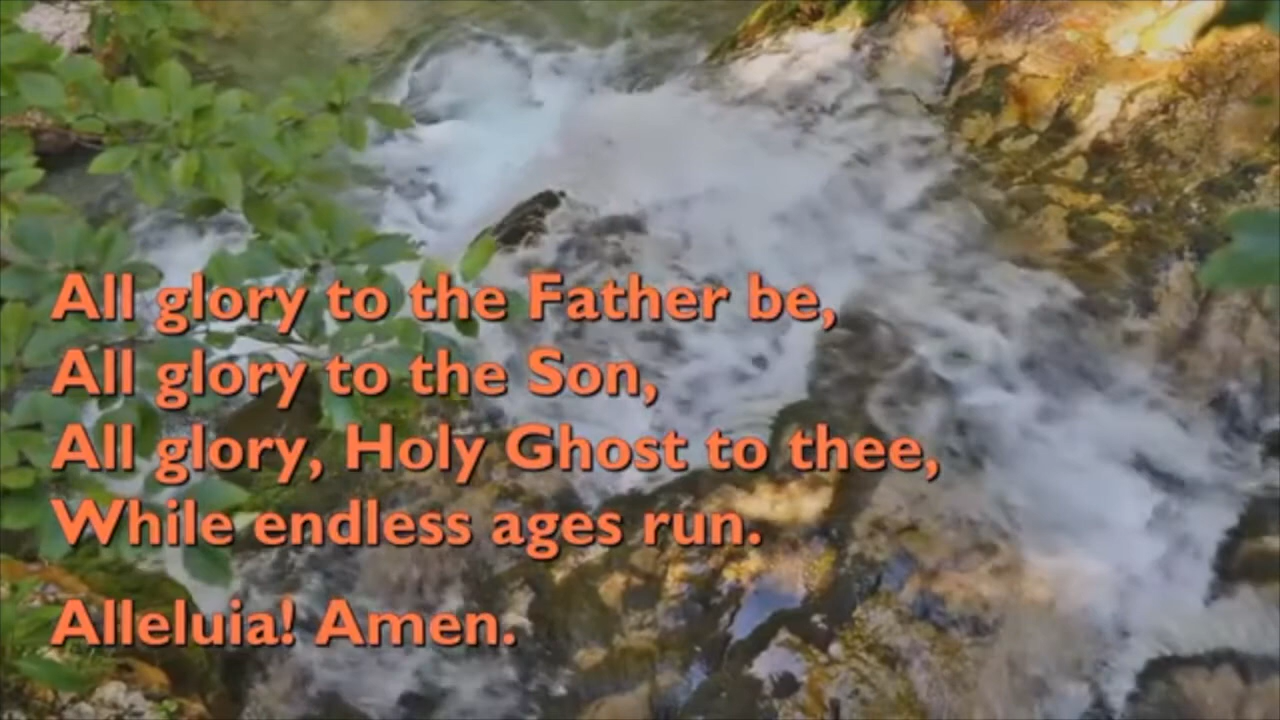 All glory to the Father be,
All glory to the Son,
All glory, Holy Ghost to thee,
While endless ages run.
Alleluia! Amen.